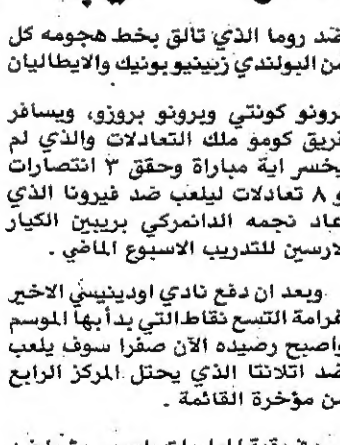 ضد روما الذي تألق بخط هجومه كل
من البولندي زبينيو بونيك والايطاليان
برونو كونتي وبرونو بروزو، ويسافر
فريق كومو ملك التعادلات والذي لم
يخسر اية مباراة وحقق ٣ انتصارات
و ٨ تعادلات ليلعب ضد فيرونا الذي
عاد نجمه الدانمركي بريبين الكيار
لارسين للتدريب الاسبوع الماضي .
وبعد ان دفع نادي اودينيسي الاخير
غرامة التسع نقاط التي بدأ بها الموسم
واصبح رصيده الآن صفرا سوف يلعب
ضد اتلانتا الذي يحتل المركز الرابع
من مؤخرة القائمة .